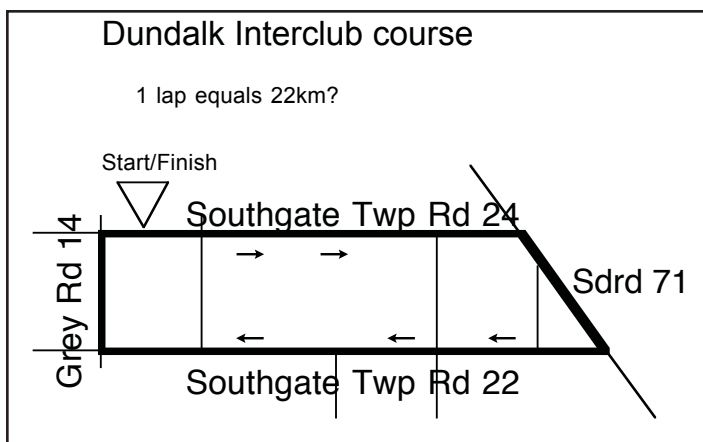 Dundalk Interclub course
1 lap equals 22km?
Start/Finish
Southgate Twp Rd 24
Grey Rd 14
Sdrd 71
Southgate Twp Rd 22